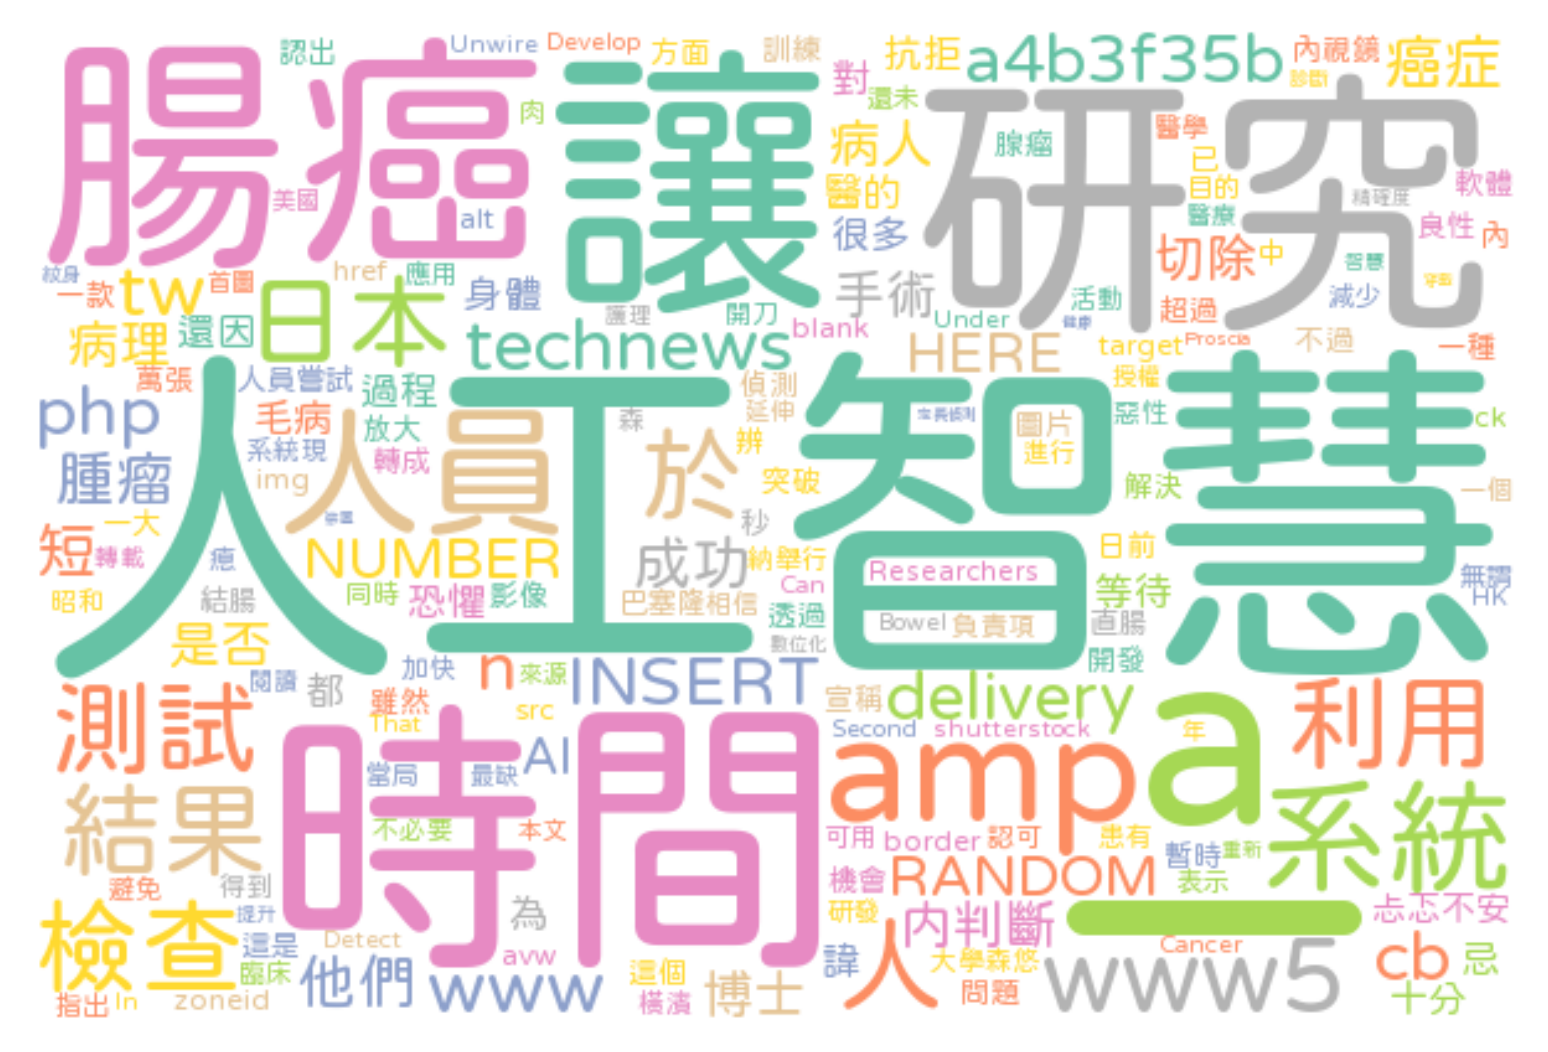 認出
Unwire
Develop
方面
訓練
抗拒
a4b3f35b
內視鏡
癌症
腸癌
讓
對
還未
診斷
研究
肉
病人
腺瘤
醫學
已
美國
alt
醫的
很多
目的
醫療
精確度
軟體
良性
內
紋身
一款
tw
首圖
href
應用
身體
手術
切除
中
智慧
減少
日本
護理
開刀
blank
Under
活動
健康
超過
病理
還因
technews
HERE
target
Proscia
不過
一種
萬張
人員嘗試
過程
偵測
授權
php
毛病
放大
延伸
森
圖片
惡性
ck
人工智慧
人員
系統現
轉成
於
辨
進行
腫瘤
img
突破
解決
一個
短
一大
轉載
NUMBER
成功
秒
納舉行
日前
Researchers
Can
無謂
HK
昭和
結腸
同時
恐懼
影像
巴塞隆相信
透過
等待
是否
Bowel
負責項
直腸
數位化
開發
閱讀
都
加快
n
來源
INSERT
宣稱
delivery
測試
雖然
That
src
Second
shutterstock
年
利用
時間
當局
最缺
AI
amp
a_
結果
不必要
本文
可用
border
認可
患有
暫時
重新
系統
避免
得到
機會
RANDOM
表示
檢查
提升
為
研發
内判斷
忐忑不安
這是
Detect
avw
諱
人
大學森悠
Cancer
www5
cb
忌
臨床
他們
www
這個
博士
問題
十分
指出
In
zoneid
橫濱